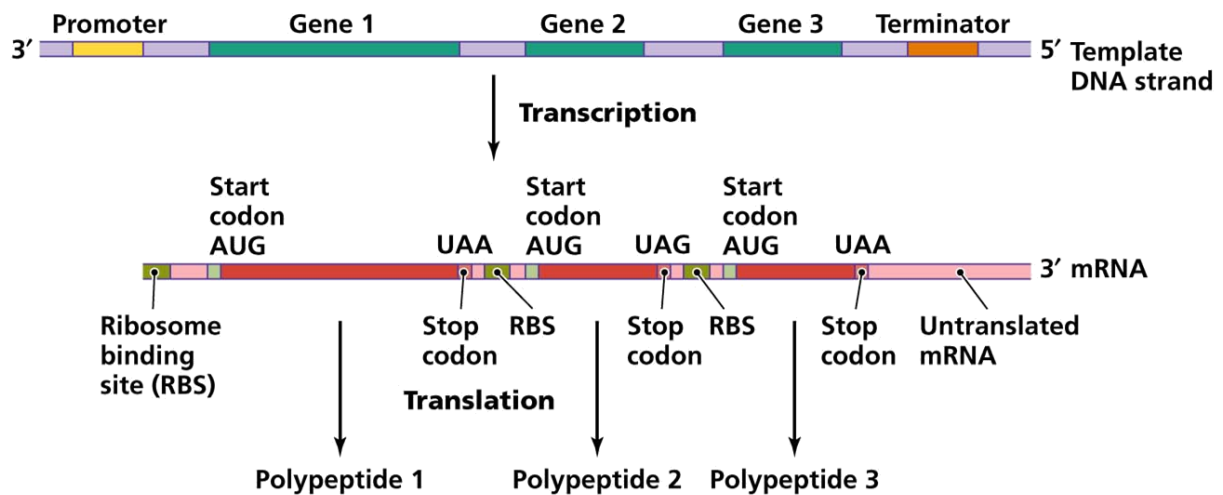 Promoter
Gene 1
Gene 2
Gene 3
Terminator
3′
5′ Template
DNA strand
Transcription
Start
codon
AUG
UAA
Start
codon
AUG
UAG
Start
codon
AUG
UAA
3′ mRNA
Ribosome
binding
site (RBS)
Stop
codon
RBS
Stop
codon
RBS
Stop
codon
Untranslated
mRNA
Translation
Polypeptide 1
Polypeptide 2
Polypeptide 3